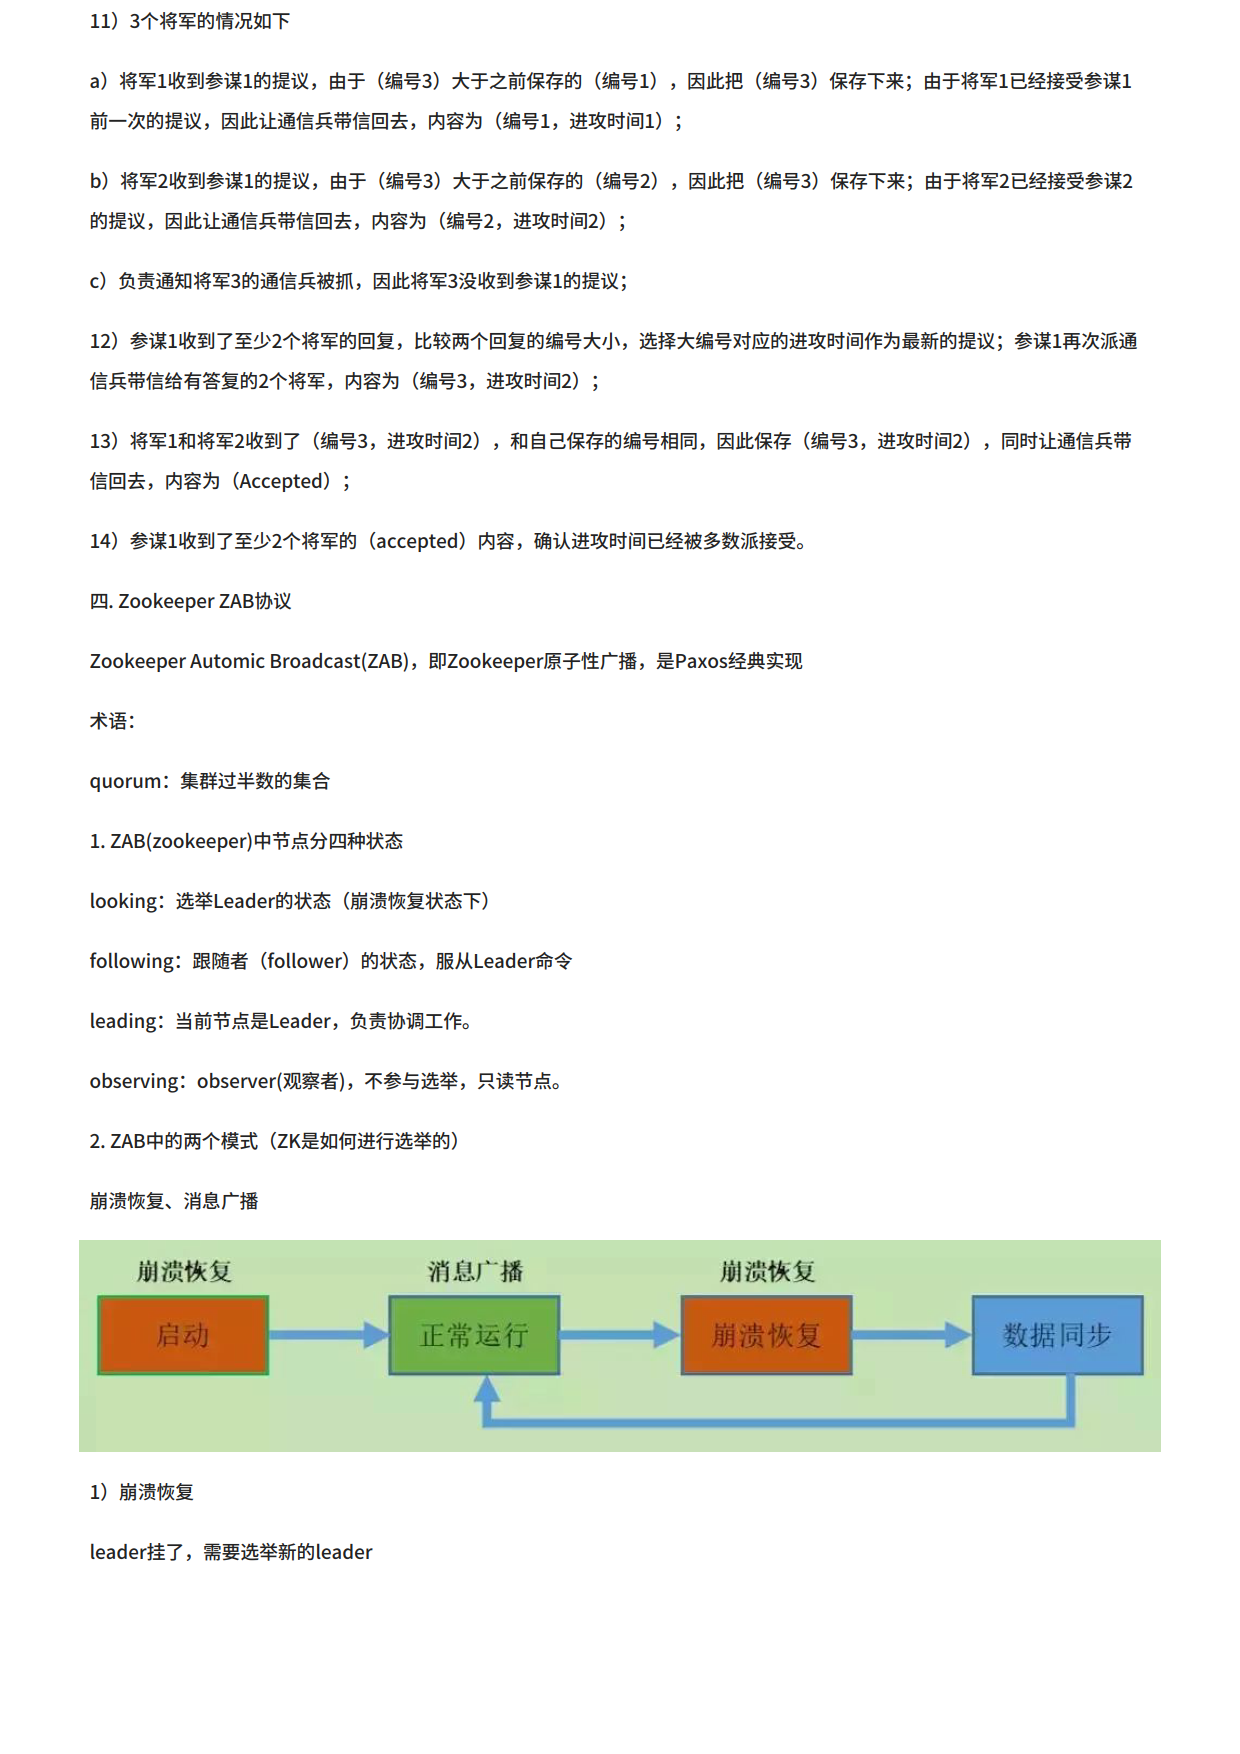 11）3个将军的情况如下
a）将军1收到参谋1的提议，由于（编号3）大于之前保存的（编号1），因此把（编号3）保存下来；由于将军1已经接受参谋1
前一次的提议，因此让通信兵带信回去，内容为（编号1，进攻时间1）；
b）将军2收到参谋1的提议，由于（编号3）大于之前保存的（编号2），因此把（编号3）保存下来；由于将军2已经接受参谋2
的提议，因此让通信兵带信回去，内容为（编号2，进攻时间2）；
c）负责通知将军3的通信兵被抓，因此将军3没收到参谋1的提议；
12）参谋1收到了至少2个将军的回复，比较两个回复的编号大小，选择大编号对应的进攻时间作为最新的提议；参谋1再次派通
信兵带信给有答复的2个将军，内容为（编号3，进攻时间2）；
13）将军1和将军2收到了（编号3，进攻时间2），和自己保存的编号相同，因此保存（编号3，进攻时间2），同时让通信兵带
信回去，内容为（Accepted）；
14）参谋1收到了至少2个将军的（accepted）内容，确认进攻时间已经被多数派接受。
四. Zookeeper ZAB协议
Zookeeper Automic Broadcast(ZAB)，即Zookeeper原子性广播，是Paxos经典实现
术语：
quorum：集群过半数的集合
1. ZAB(zookeeper)中节点分四种状态
looking：选举Leader的状态（崩溃恢复状态下）
following：跟随者（follower）的状态，服从Leader命令
leading：当前节点是Leader，负责协调工作。
observing：observer(观察者)，不参与选举，只读节点。
2. ZAB中的两个模式（ZK是如何进行选举的）
崩溃恢复、消息广播
崩溃恢复 消息广播 崩溃恢复
启动 正常运行 崩溃恢复 数据同步
1）崩溃恢复
leader挂了，需要选举新的leader